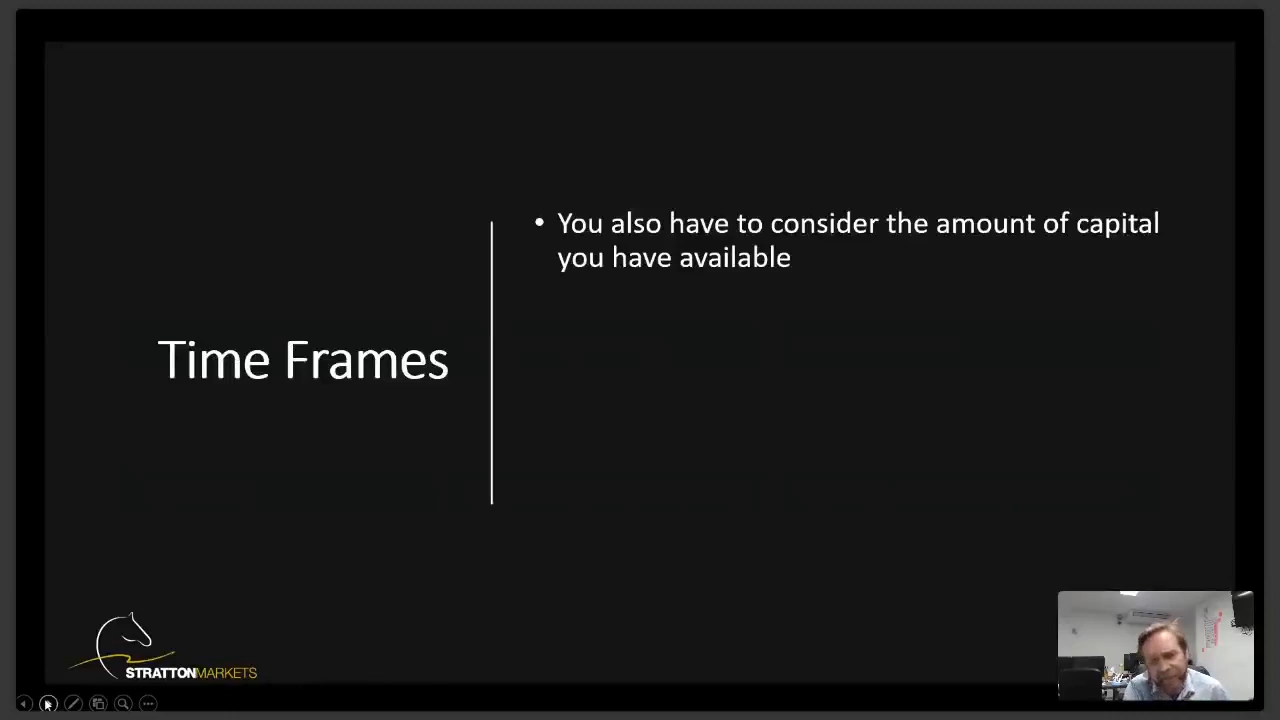 You also have to consider the amount of capital
you have available
Time Frames
STRATTONMARKETS